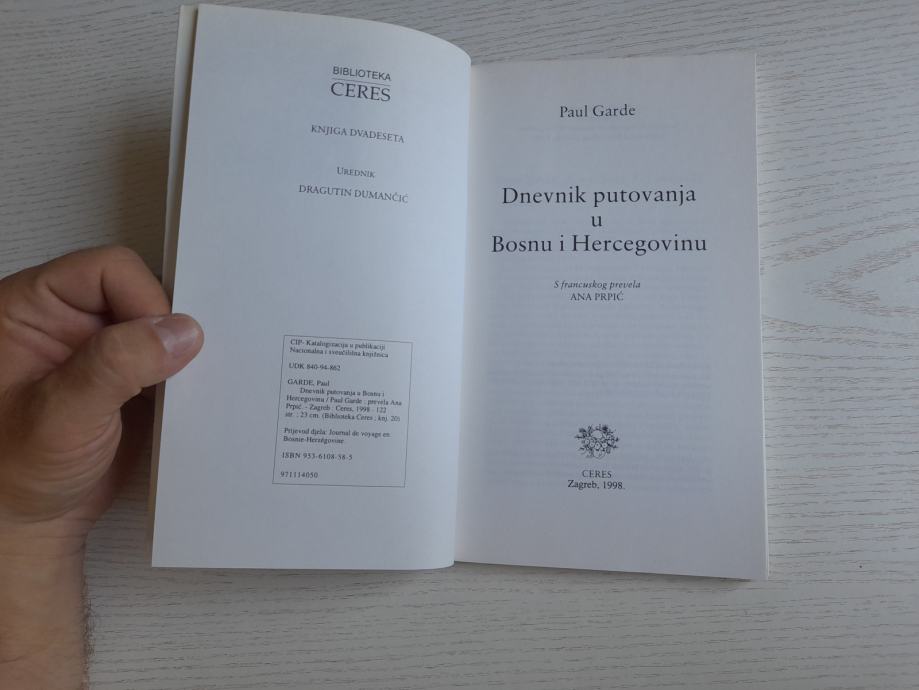 BIBLIOTEKA
CERES
KNJIGA DVADESETA
UREDNIK
DRAGUTIN DUMANČIĆ
CIP- Katalogizacija u publikaciji
Nacionalna i sveučilišna knjižnica
UDK 840-94-862
GARDE, Paul
Dnevnik putovanja u Bosnu i
Hercegovinu / Paul Garde ; prevela Ana
Prpić. - Zagreb : Ceres, 1998 - 122
str. ; 23 cm. (Biblioteka Ceres ; knj. 20)
Prijevod djela: Journal de voyage en
Bosnie-Herzégovine.
ISBN 953-6108-58-5
971114050
Paul Garde
Dnevnik putovanja
u
Bosnu i Hercegovinu
S francuskog prevela
ANA PRPIĆ
CERES
Zagreb, 1998.